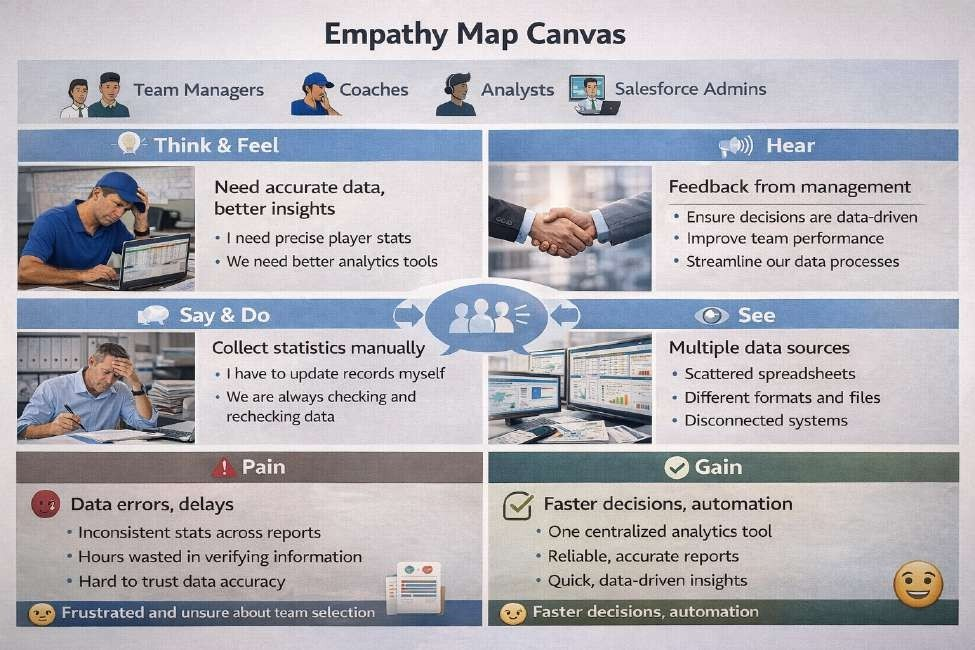 Empathy Map Canvas
Team Managers
Coaches
Analysts
Salesforce Admins
Think & Feel
Need accurate data,
better insights
• I need precise player stats
• We need better analytics tools
Hear
Feedback from management
• Ensure decisions are data-driven
• Improve team performance
• Streamline our data processes
Say & Do
Collect statistics manually
• I have to update records myself
• We are always checking and
rechecking data
See
Multiple data sources
• Scattered spreadsheets
• Different formats and files
• Disconnected systems
Pain
Data errors, delays
• Inconsistent stats across reports
• Hours wasted in verifying information
• Hard to trust data accuracy
Frustrated and unsure about team selection
Gain
Faster decisions, automation
• One centralized analytics tool
• Reliable, accurate reports
• Quick, data-driven insights
Faster decisions, automation